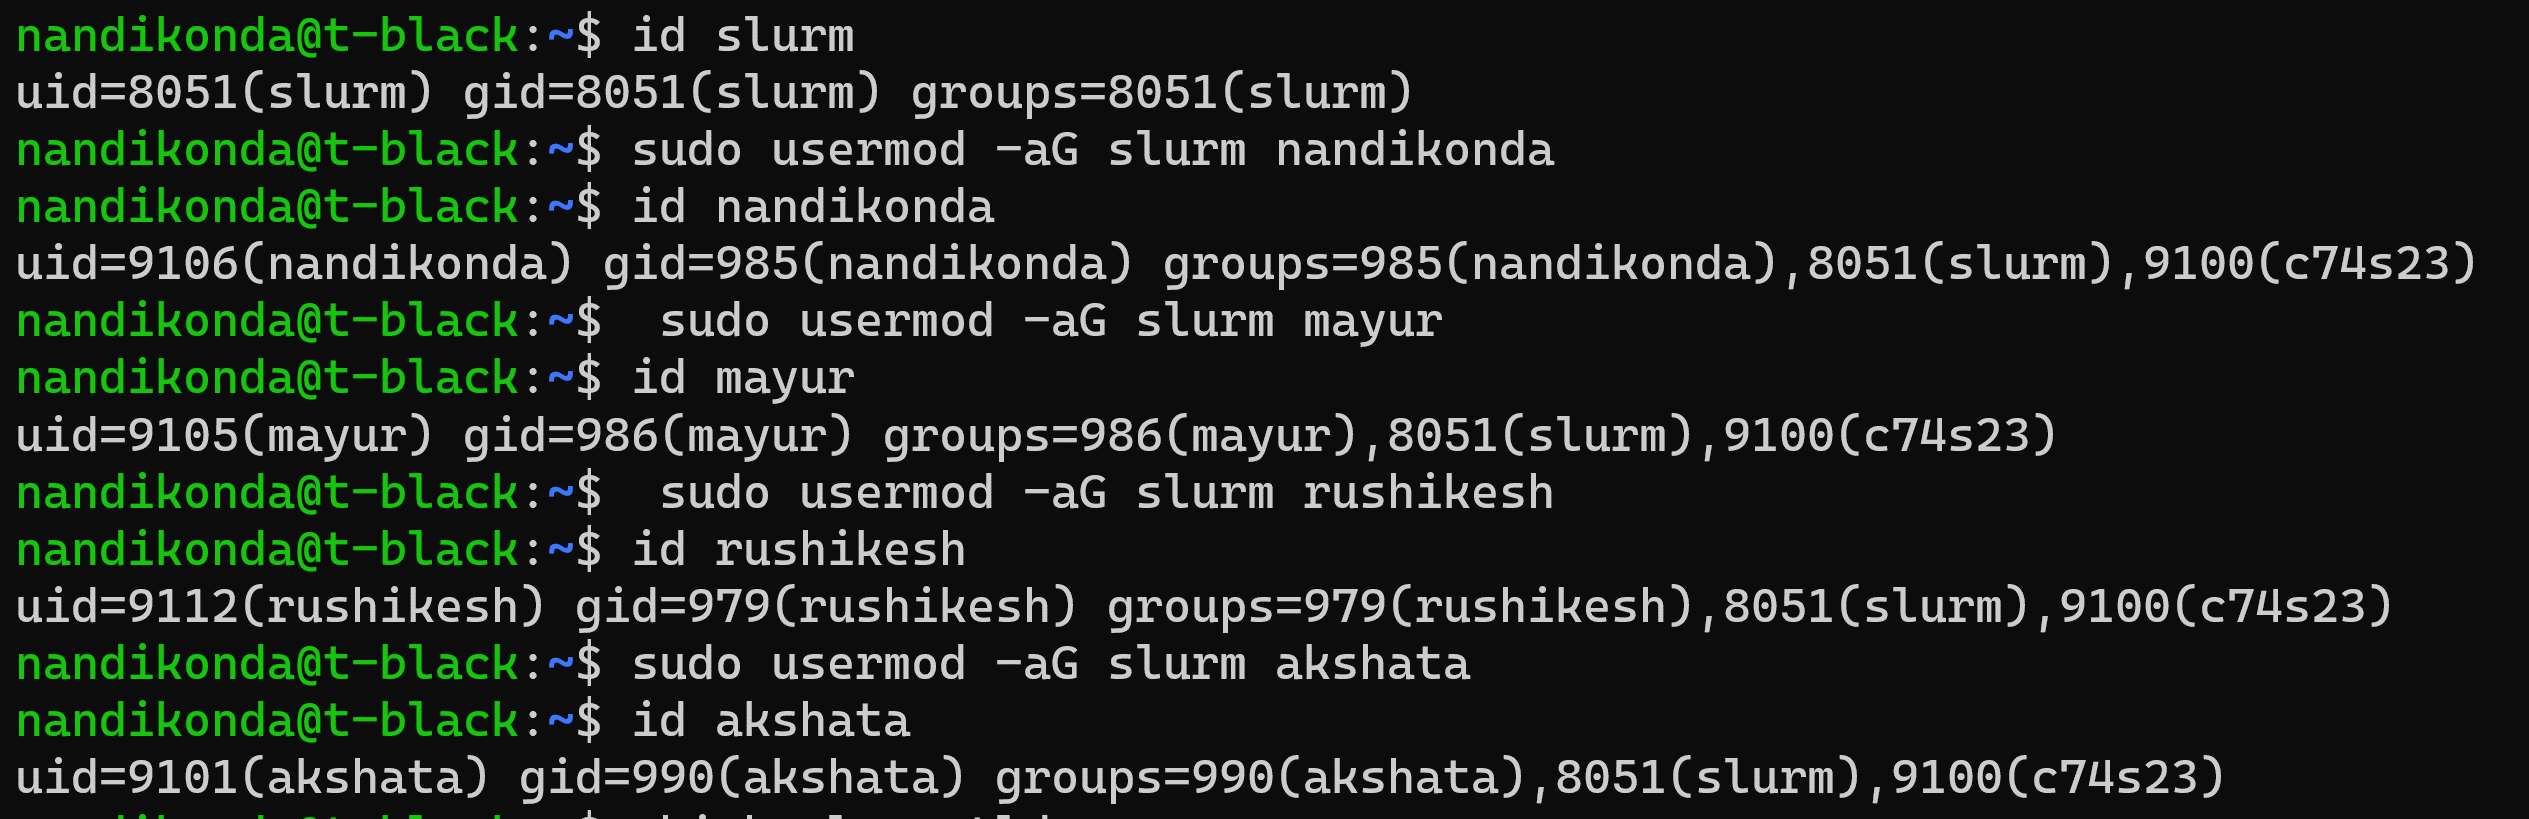 nandikonda@t-black:~$ id slurm
uid=8051(slurm) gid=8051(slurm) groups=8051(slurm)
nandikonda@t-black:~$ sudo usermod -aG slurm nandikonda
nandikonda@t-black:~$ id nandikonda
uid=9106(nandikonda) gid=985(nandikonda) groups=985(nandikonda),8051(slurm),9100(c74s23)
nandikonda@t-black:~$  sudo usermod -aG slurm mayur
nandikonda@t-black:~$ id mayur
uid=9105(mayur) gid=986(mayur) groups=986(mayur),8051(slurm),9100(c74s23)
nandikonda@t-black:~$  sudo usermod -aG slurm rushikesh
nandikonda@t-black:~$ id rushikesh
uid=9112(rushikesh) gid=979(rushikesh) groups=979(rushikesh),8051(slurm),9100(c74s23)
nandikonda@t-black:~$ sudo usermod -aG slurm akshata
nandikonda@t-black:~$ id akshata
uid=9101(akshata) gid=990(akshata) groups=990(akshata),8051(slurm),9100(c74s23)
nandikonda@t-black:~$